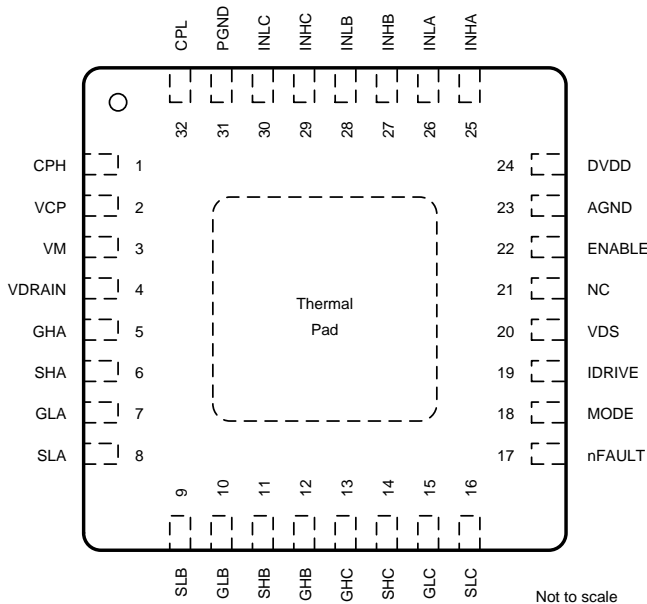 CPL PGND INLC INHC INLB INHB INLA INHA
32 31 30 29 28 27 26 25
CPH 1 24 DVDD
VCP 2 23 AGND
VM 3 22 ENABLE
VDRAIN 4 21 NC
GHA 5 20 VDS
SHA 6 19 IDRIVE
GLA 7 18 MODE
SLA 8 17 nFAULT
Thermal
Pad
9 10 11 12 13 14 15 16
SLB GLB SHB GHB GHC SHC GLC SLC
Not to scale